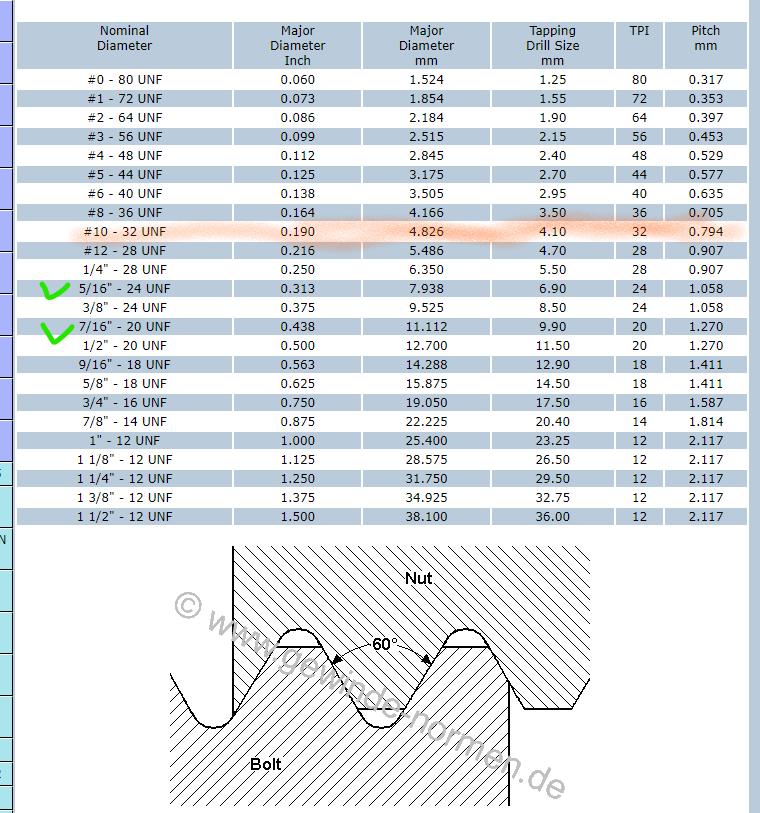 Nominal Diameter Major Diameter Inch Major Diameter mm Tapping Drill Size mm TPI Pitch mm
#0 - 80 UNF 0.060 1.524 1.25 80 0.317
#1 - 72 UNF 0.073 1.854 1.55 72 0.353
#2 - 64 UNF 0.086 2.184 1.90 64 0.397
#3 - 56 UNF 0.099 2.515 2.15 56 0.453
#4 - 48 UNF 0.112 2.845 2.40 48 0.529
#5 - 44 UNF 0.125 3.175 2.70 44 0.577
#6 - 40 UNF 0.138 3.505 2.95 40 0.635
#8 - 36 UNF 0.164 4.166 3.50 36 0.705
#10 - 32 UNF 0.190 4.826 4.10 32 0.794
#12 - 28 UNF 0.216 5.486 4.70 28 0.907
1/4" - 28 UNF 0.250 6.350 5.50 28 0.907
5/16" - 24 UNF 0.313 7.938 6.90 24 1.058
3/8" - 24 UNF 0.375 9.525 8.50 24 1.058
7/16" - 20 UNF 0.438 11.112 9.90 20 1.270
1/2" - 20 UNF 0.500 12.700 11.50 20 1.270
9/16" - 18 UNF 0.563 14.288 12.90 18 1.411
5/8" - 18 UNF 0.625 15.875 14.50 18 1.411
3/4" - 16 UNF 0.750 19.050 17.50 16 1.587
7/8" - 14 UNF 0.875 22.225 20.40 14 1.814
1" - 12 UNF 1.000 25.400 23.25 12 2.117
1 1/8" - 12 UNF 1.125 28.575 26.50 12 2.117
1 1/4" - 12 UNF 1.250 31.750 29.50 12 2.117
1 3/8" - 12 UNF 1.375 34.925 32.75 12 2.117
1 1/2" - 12 UNF 1.500 38.100 36.00 12 2.117
Nut
60°
Bolt
© www.gewinde-normen.de